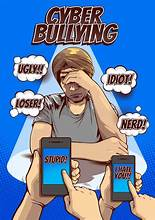 CYBER
BULLYING
UGLY!!
IDIOT!
LOSER!
NERD!
STUPID!
I HATE
YOU!!